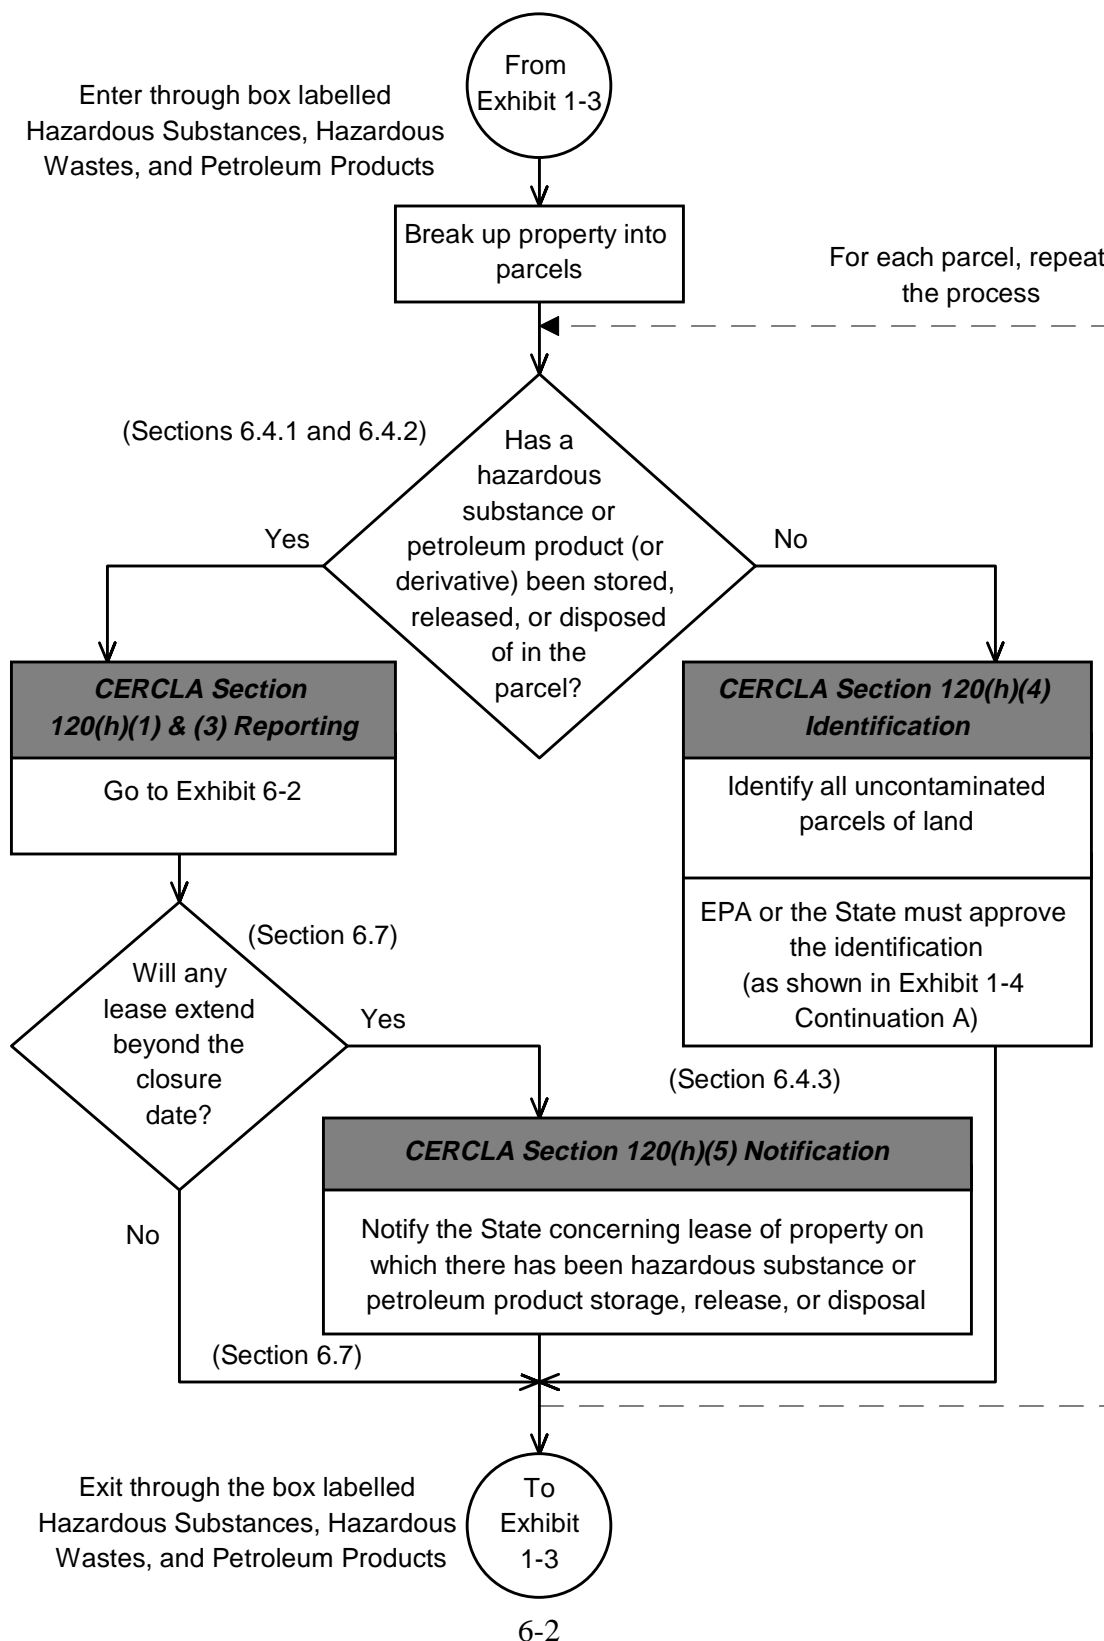 From
Exhibit 1-3
Enter through box labelled
Hazardous Substances, Hazardous
Wastes, and Petroleum Products
Break up property into
parcels
For each parcel, repeat
the process
(Sections 6.4.1 and 6.4.2)
Has a
hazardous
substance or
petroleum product (or
derivative) been stored,
released, or disposed
of in the
parcel?
Yes
No
CERCLA Section
120(h)(1) & (3) Reporting
Go to Exhibit 6-2
CERCLA Section 120(h)(4)
Identification
Identify all uncontaminated
parcels of land
EPA or the State must approve
the identification
(as shown in Exhibit 1-4
Continuation A)
(Section 6.7)
Will any
lease extend
beyond the
closure
date?
Yes
(Section 6.4.3)
CERCLA Section 120(h)(5) Notification
Notify the State concerning lease of property on
which there has been hazardous substance or
petroleum product storage, release, or disposal
No
(Section 6.7)
Exit through the box labelled
Hazardous Substances, Hazardous
Wastes, and Petroleum Products
To
Exhibit
1-3
6-2